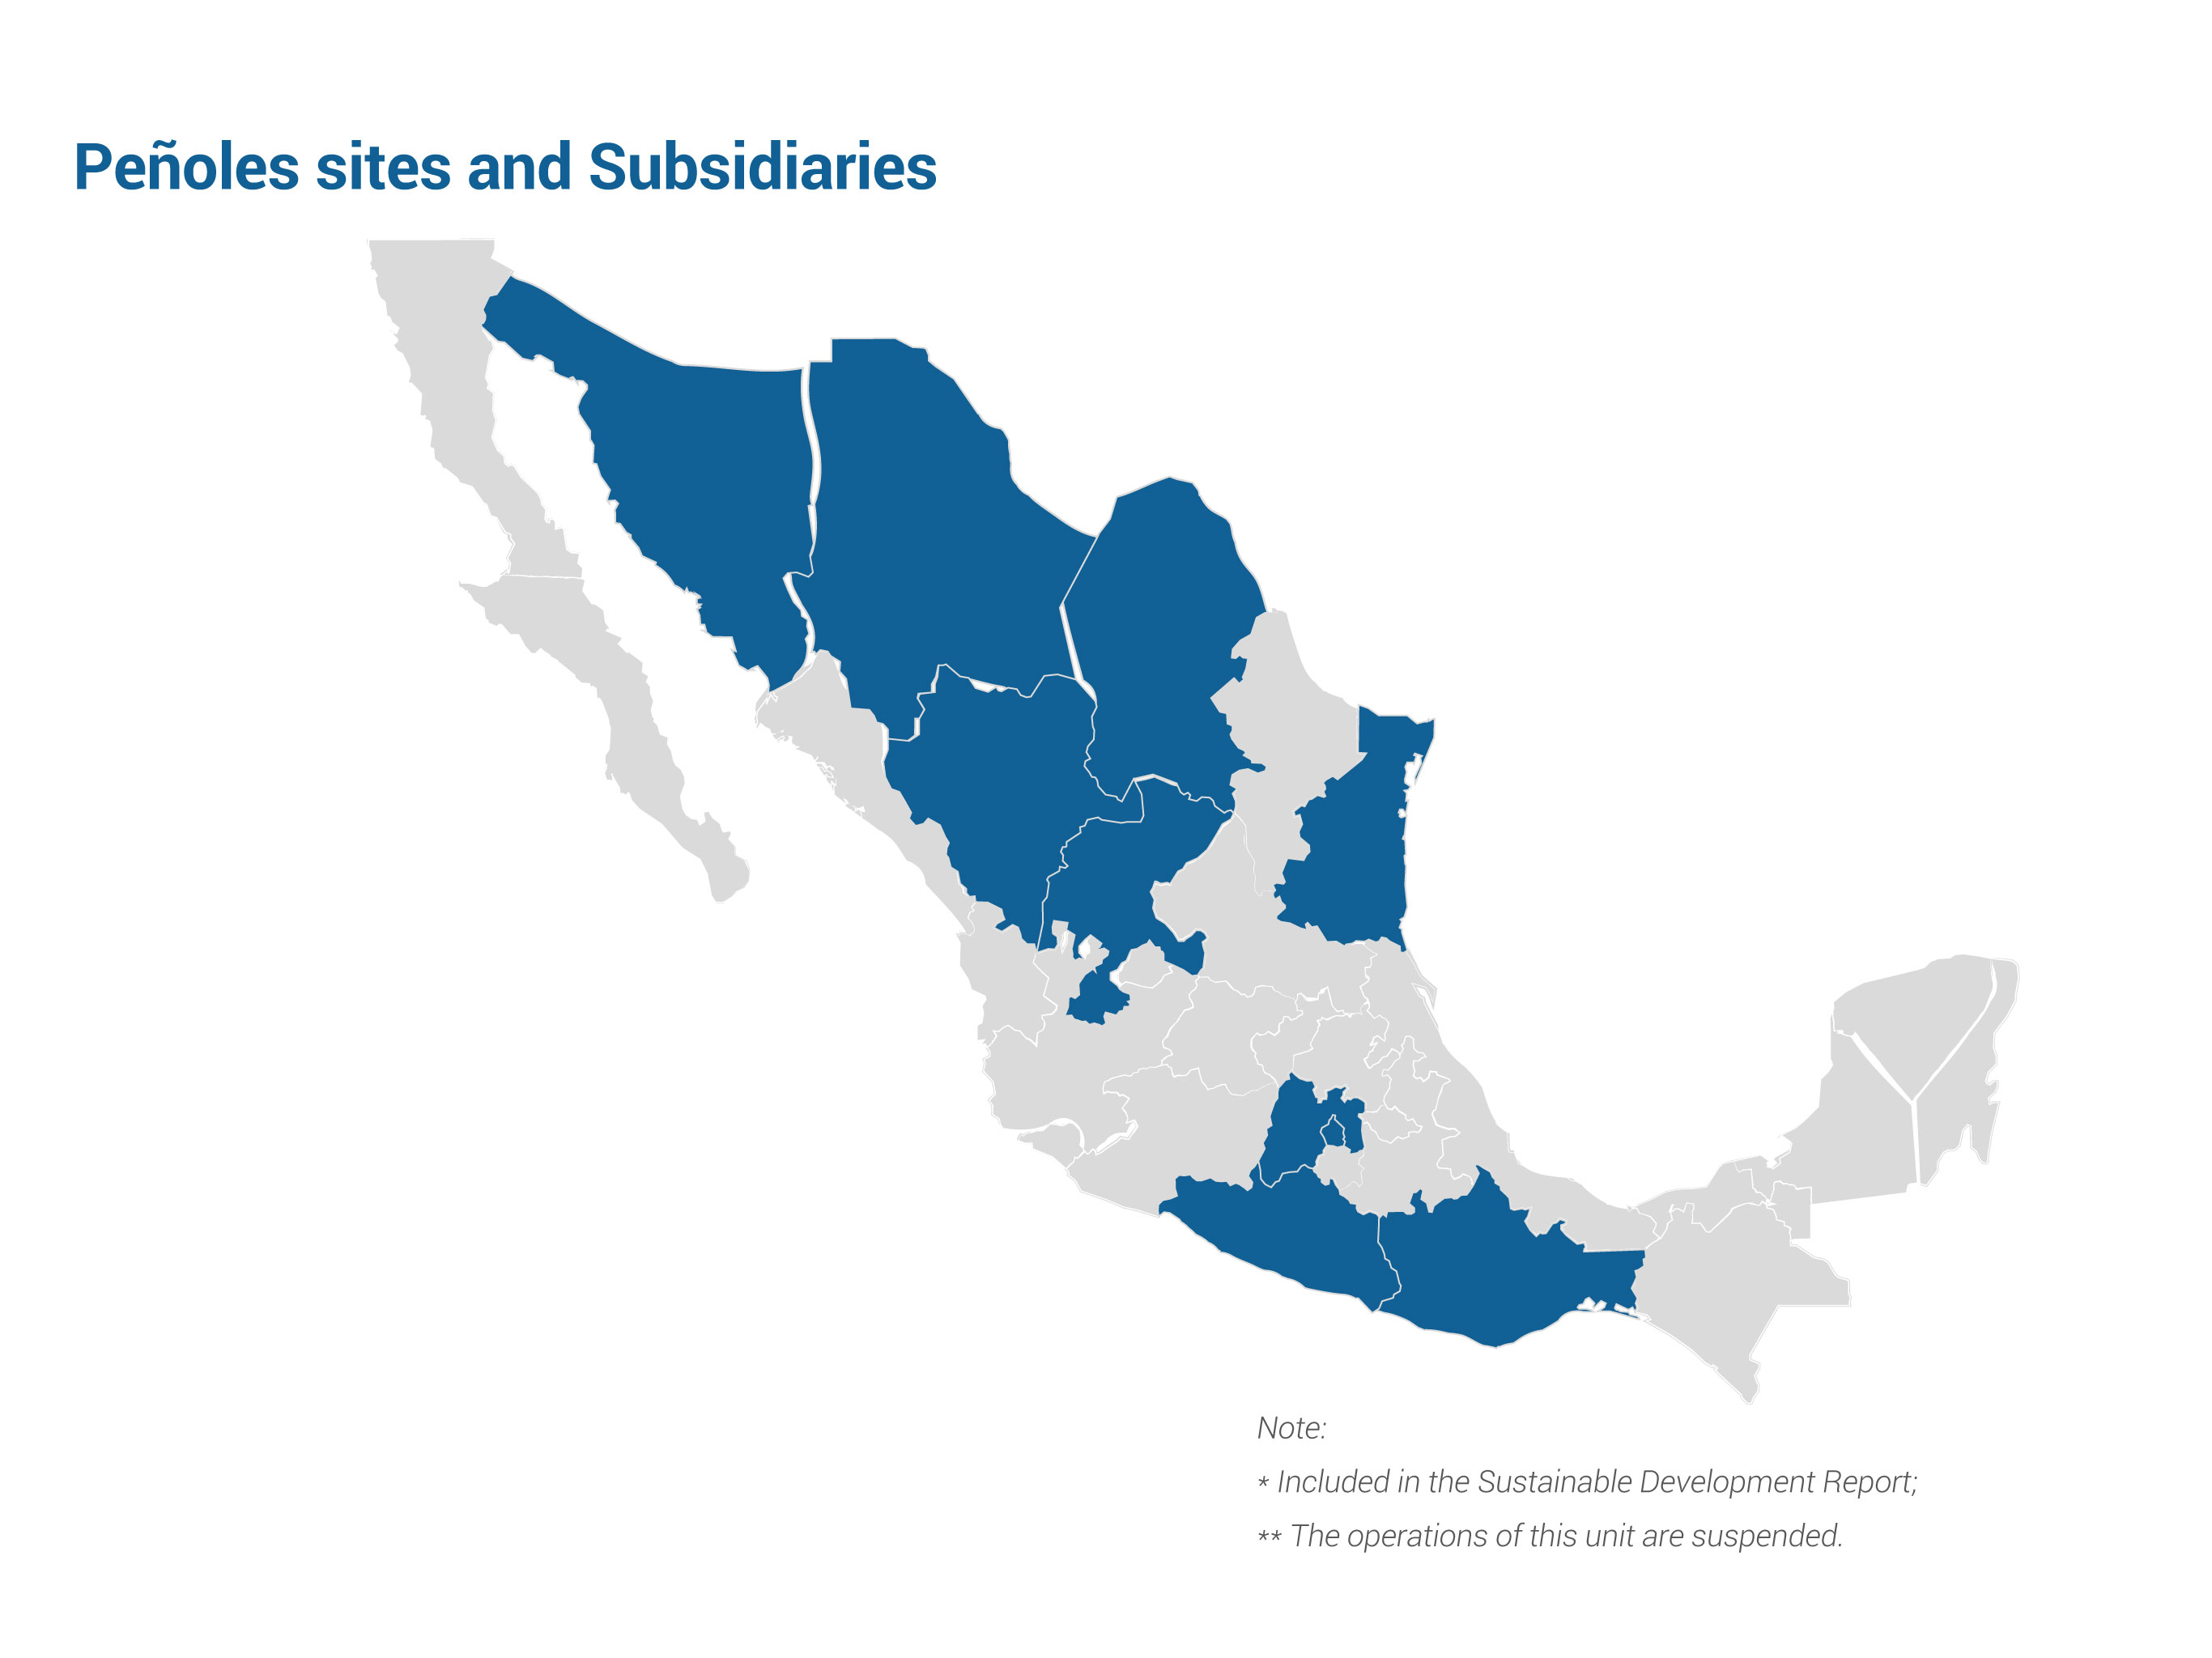 Peñoles sites and Subsidiaries
Note:
* Included in the Sustainable Development Report;
** The operations of this unit are suspended.